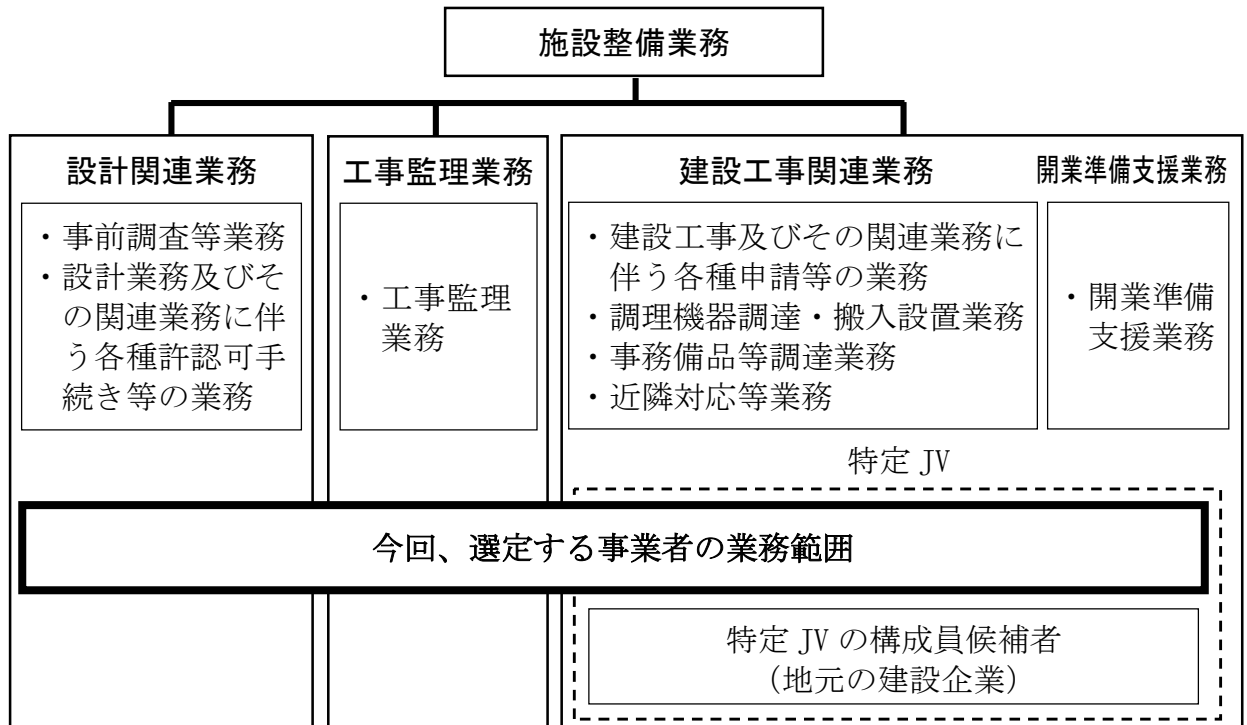 施設整備業務
設計関連業務
・事前調査等業務
・設計業務及びそ
の関連業務に伴
う各種許認可手
続き等の業務
工事監理業務
・工事監理
業務
建設工事関連業務
・建設工事及びその関連業務に
伴う各種申請等の業務
・調理機器調達・搬入設置業務
・事務備品等調達業務
・近隣対応等業務
開業準備支援業務
・開業準備
支援業務
特定 JV
今回、選定する事業者の業務範囲
特定 JV の構成員候補者
（地元の建設企業）